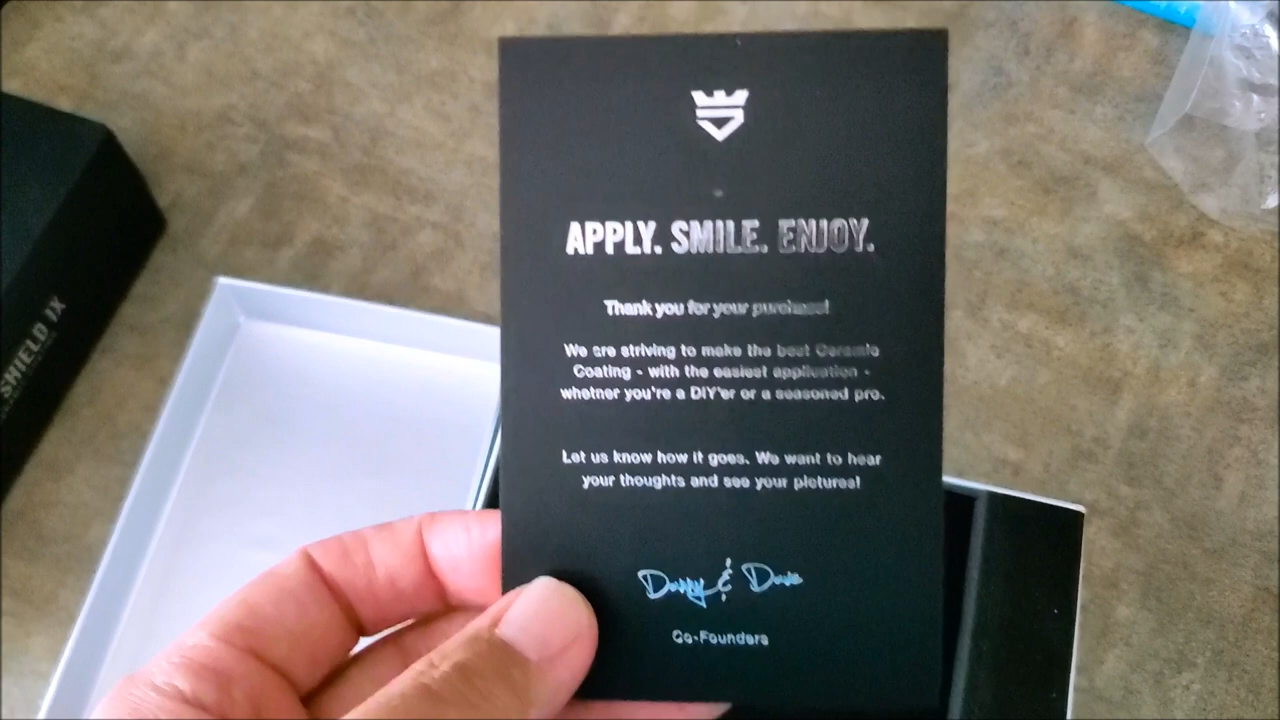 APPLY. SMILE. ENJOY.
Thank you for your purchase!
We are striving to make the best Ceramic
Coating - with the easiest application -
whether you're a DIY'er or a seasoned pro.
Let us know how it goes. We want to hear
your thoughts and see your pictures!
& Dave
Co-Founders
SHIELD IX